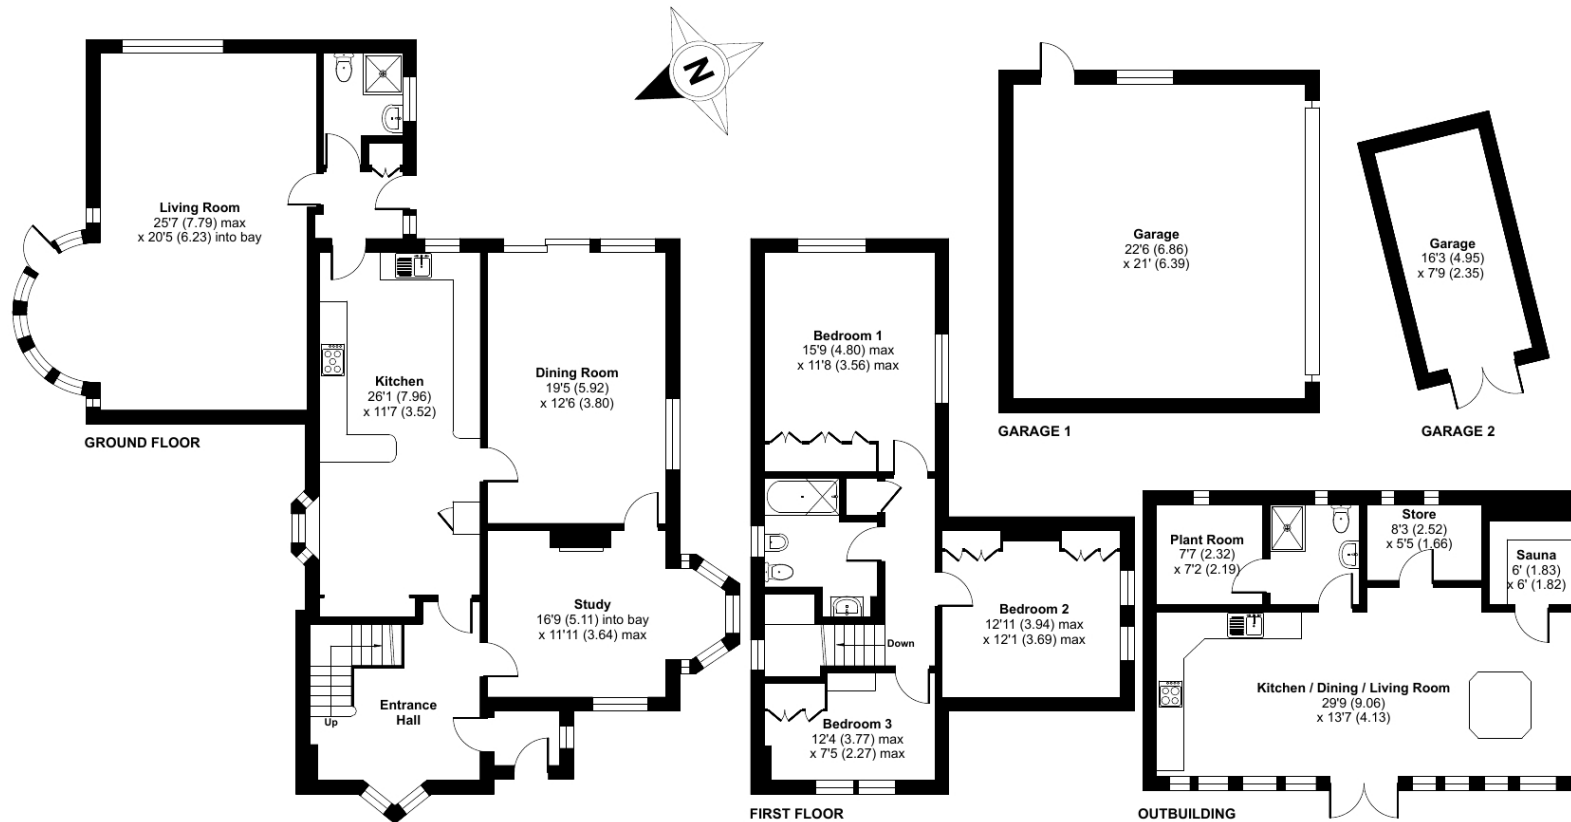 N
Living Room
25'7 (7.79) max
x 20'5 (6.23) into bay
Kitchen
26'1 (7.96)
x 11'7 (3.52)
Dining Room
19'5 (5.92)
x 12'6 (3.80)
GROUND FLOOR
Study
16'9 (5.11) into bay
x 11'11 (3.64) max
Entrance
Hall
Up
Bedroom 1
15'9 (4.80) max
x 11'8 (3.56) max
Bedroom 2
12'11 (3.94) max
x 12'1 (3.69) max
Down
Bedroom 3
12'4 (3.77) max
x 7'5 (2.27) max
FIRST FLOOR
Garage
22'6 (6.86)
x 21' (6.39)
GARAGE 1
Garage
16'3 (4.95)
x 7'9 (2.35)
GARAGE 2
Plant Room
7'7 (2.32)
x 7'2 (2.19)
Store
8'3 (2.52)
x 5'5 (1.66)
Sauna
6' (1.83)
x 6' (1.82)
Kitchen / Dining / Living Room
29'9 (9.06)
x 13'7 (4.13)
OUTBUILDING